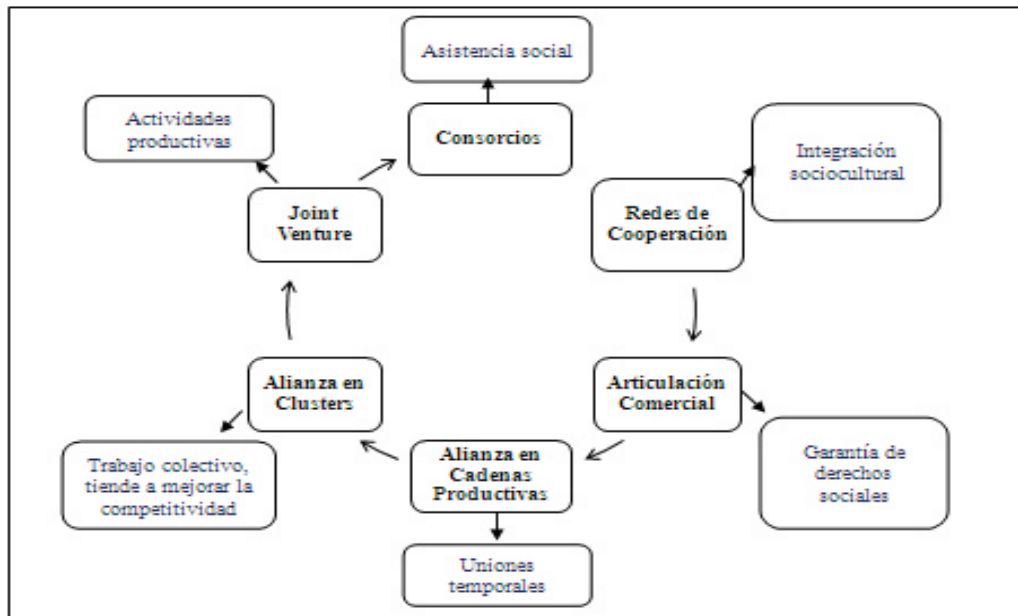 Asistencia social
Consorcios
Actividades
productivas
Integración
sociocultural
Joint
Venture
Redes de
Cooperación
Alianza en
Clusters
Articulación
Comercial
Alianza en
Cadenas
Productivas
Trabajo colectivo,
tiende a mejorar la
competitividad
Garantía de
derechos
sociales
Uniones
temporales